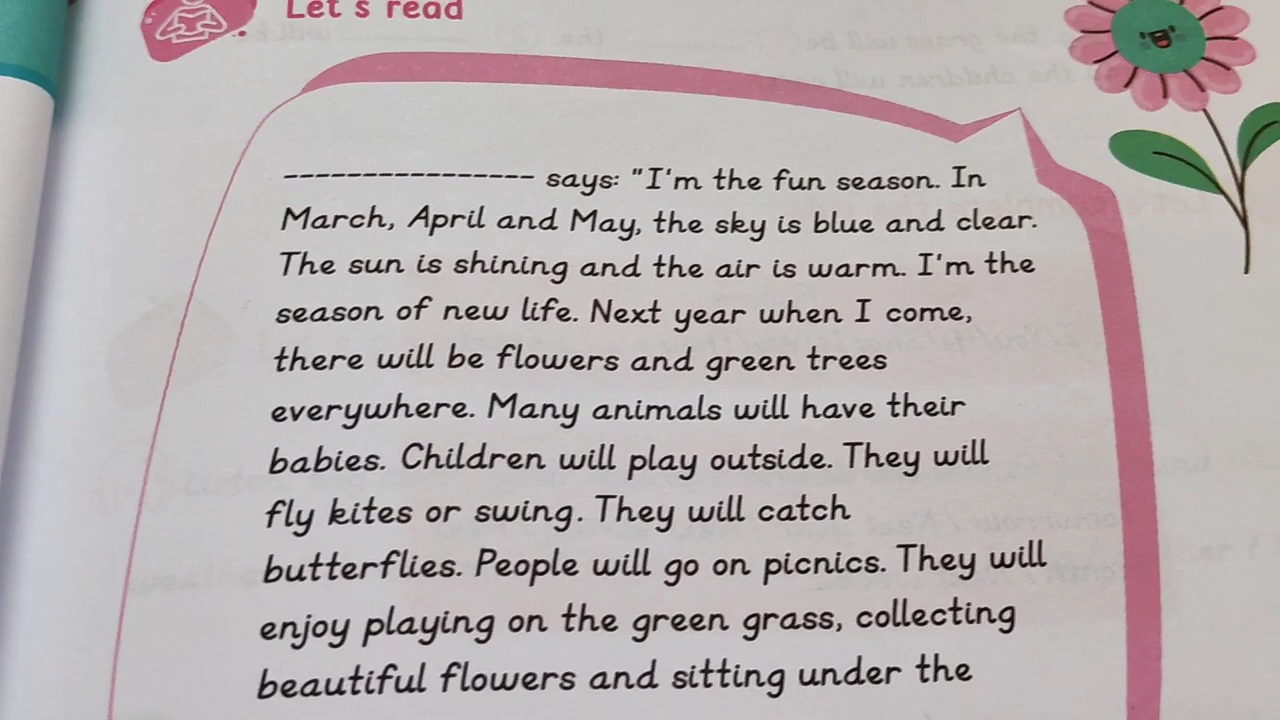 Let's read
---------------- says: "I'm the fun season. In
March, April and May, the sky is blue and clear.
The sun is shining and the air is warm. I'm the
season of new life. Next year when I come,
there will be flowers and green trees
everywhere. Many animals will have their
babies. Children will play outside. They will
fly kites or swing. They will catch
butterflies. People will go on picnics. They will
enjoy playing on the green grass, collecting
beautiful flowers and sitting under the